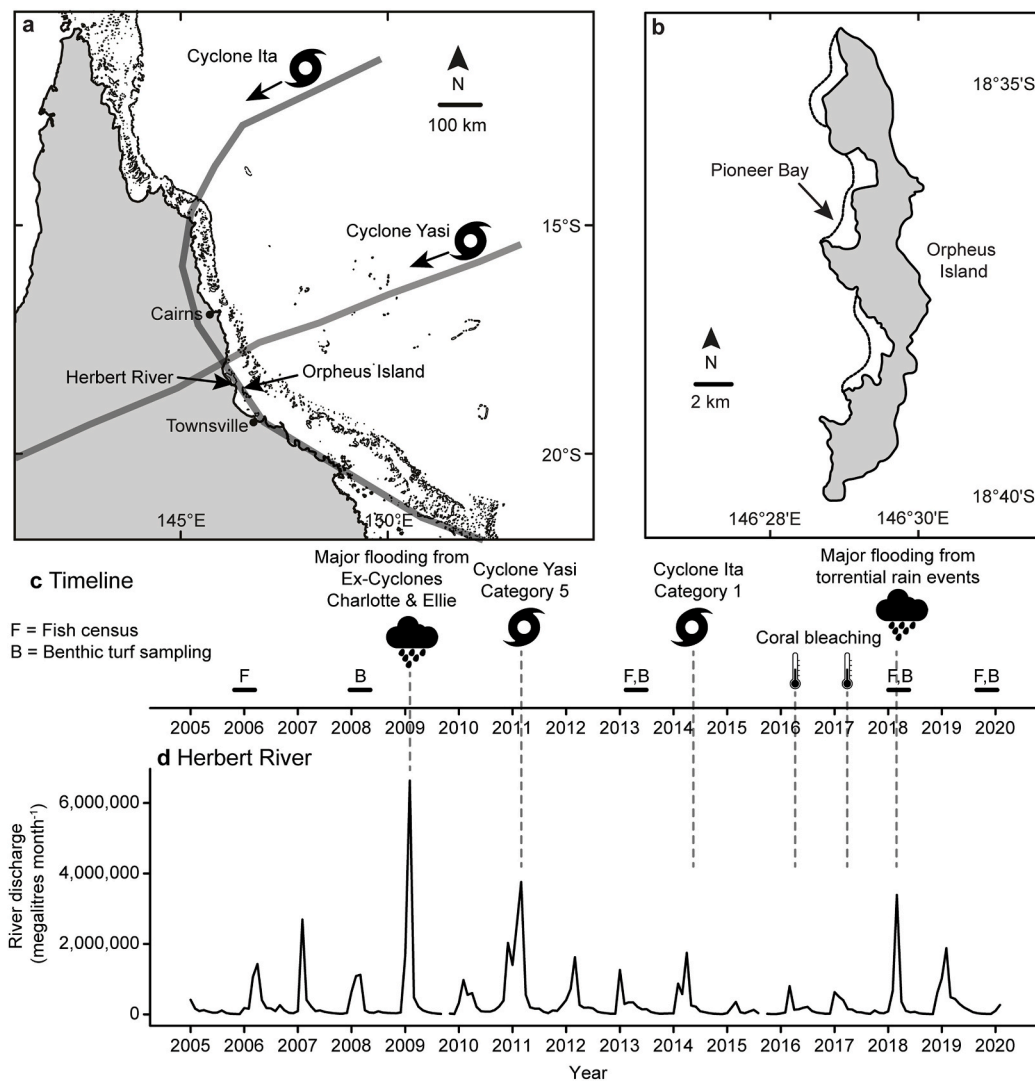 a
Cyclone Ita
N
100 km
Cyclone Yasi
15°S
Cairns
Herbert River
Orpheus Island
Townsville
20°S
145°E
150°E
b
18°35'S
Pioneer Bay
Orpheus
Island
N
2 km
18°40'S
146°28'E
146°30'E
c Timeline
F = Fish census
B = Benthic turf sampling
Major flooding from
Ex-Cyclones
Charlotte & Ellie
Cyclone Yasi
Category 5
Cyclone Ita
Category 1
Coral bleaching
Major flooding from
torrential rain events
F
B
F,B
F,B
F,B
2005 2006 2007 2008 2009 2010 2011 2012 2013 2014 2015 2016 2017 2018 2019 2020
d Herbert River
River discharge
(megalitres month⁻¹)
6,000,000
4,000,000
2,000,000
0
2005 2006 2007 2008 2009 2010 2011 2012 2013 2014 2015 2016 2017 2018 2019 2020
Year